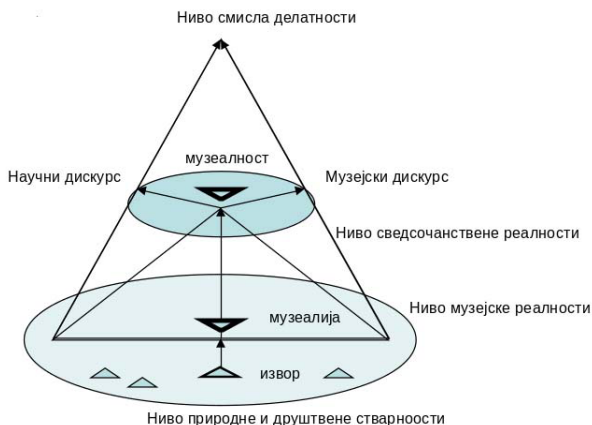 Ниво смисла делатности
музеалност
Научни дискурс
Музејски дискурс
Ниво сведсочанствене реалности
Ниво музејске реалности
музеалија
извор
Ниво природне и друштвене стварноости